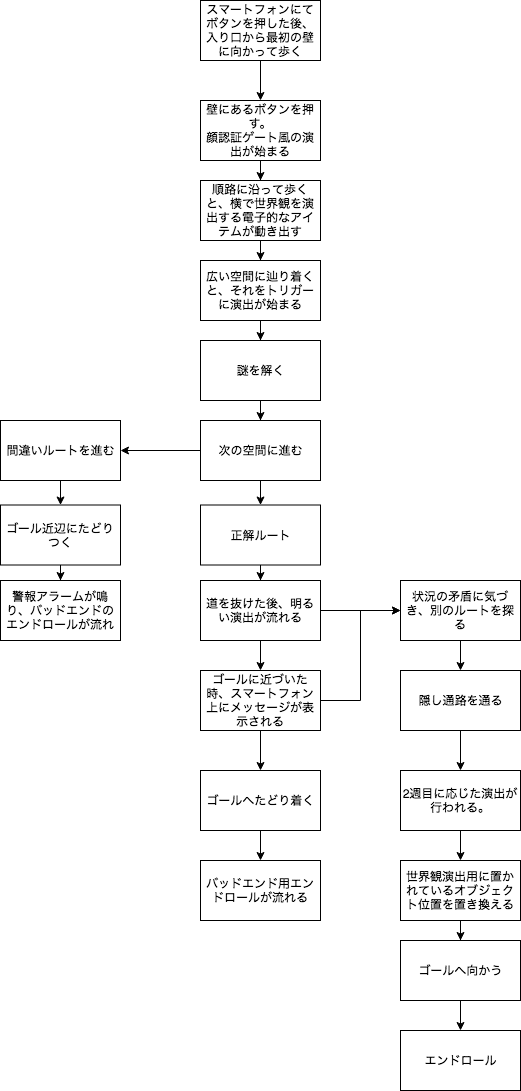 スマートフォンにて
ボタンを押した後、
入り口から最初の壁
に向かって歩く
壁にあるボタンを押
す。
顔認証ゲート風の演
出が始まる
順路に沿って歩く
と、横で世界観を演
出する電子的なアイ
テムが動き出す
広い空間に辿り着く
と、それをトリガー
に演出が始まる
謎を解く
間違いルートを進む
次の空間に進む
ゴール近辺にたどり
つく
正解ルート
警報アラームが鳴
り、バッドエンドの
エンドロールが流れ
道を抜けた後、明る
い演出が流れる
状況の矛盾に気づ
き、別のルートを探
る
ゴールに近づいた
時、スマートフォン
上にメッセージが表
示される
隠し通路を通る
ゴールへたどり着く
2週目に応じた演出が
行われる。
バッドエンド用エン
ドロールが流れる
世界観演出用に置か
れているオブジェク
ト位置を置き換える
ゴールへ向かう
エンドロール